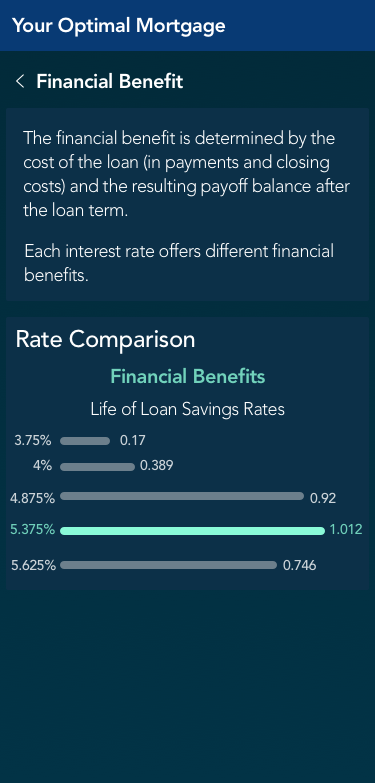 Your Optimal Mortgage
Financial Benefit
The financial benefit is determined by the
cost of the loan (in payments and closing
costs) and the resulting payoff balance after
the loan term.
Each interest rate offers different financial
benefits.
Rate Comparison
Financial Benefits
Life of Loan Savings Rates
3.75% 0.17
4% 0.389
4.875% 0.92
5.375% 1.012
5.625% 0.746